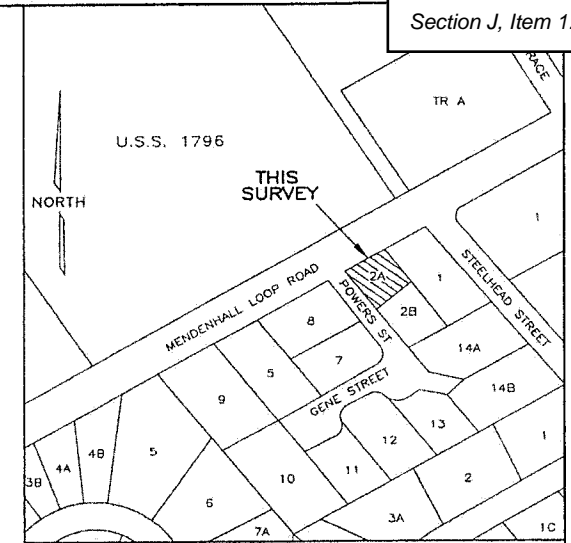 Section J, Item 1.
RACE
TR A
U.S.S. 1796
NORTH
THIS
SURVEY
1
MENDENHALL LOOP ROAD
2A
1
STEELHEAD STREET
POWERS ST
2B
8
14A
7
5
GENE STREET
14B
9
13
12
1
5
4B
4A
3B
11
2
10
6
3A
7A
1C